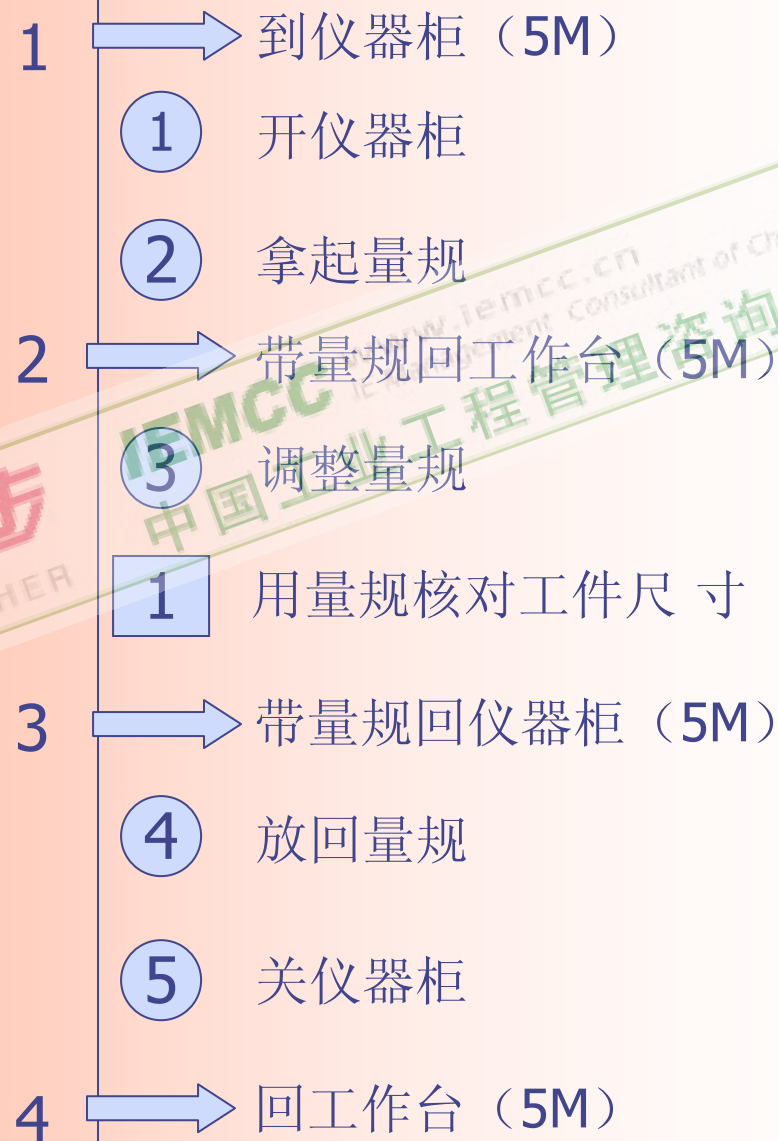 1 到仪器柜（5M）
1 开仪器柜
2 拿起量规
www.iemcc.cn
2 带量规回工作台（5M）
IEMCC
3 调整量规
中国工业工程管理咨询
1 用量规核对工件尺 寸
3 带量规回仪器柜（5M）
4 放回量规
5 关仪器柜
4 回工作台（5M）